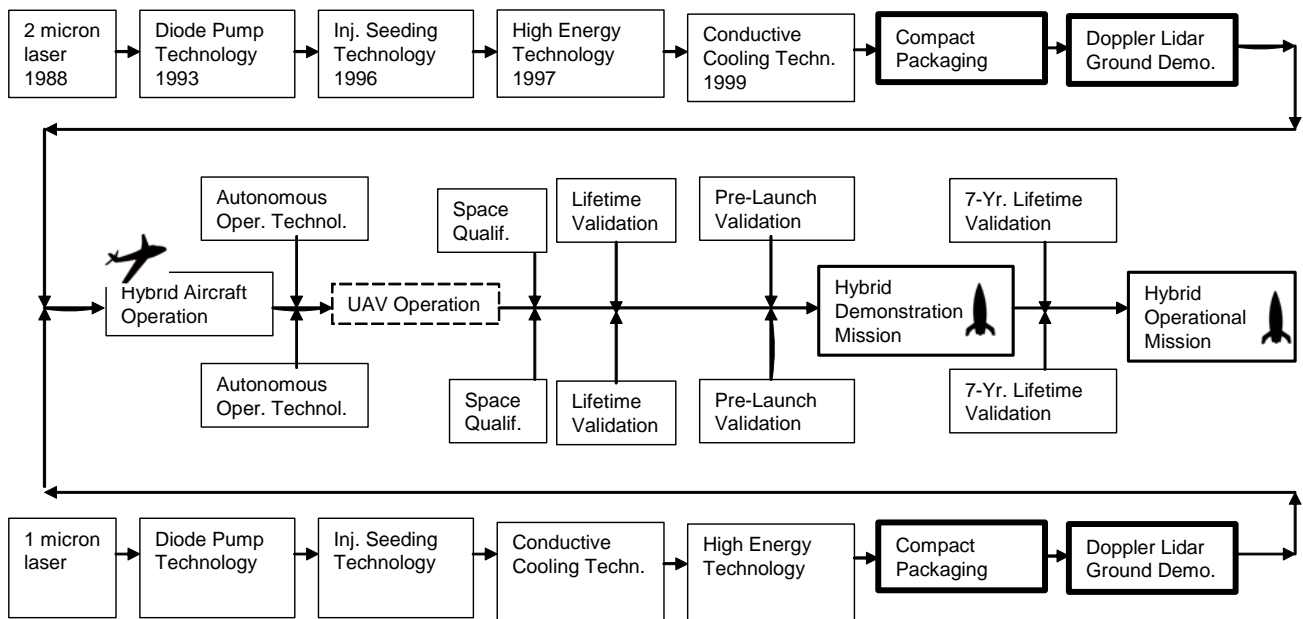 2 micron
laser
1988
Diode Pump
Technology
1993
Inj. Seeding
Technology
1996
High Energy
Technology
1997
Conductive
Cooling Techn.
1999
Compact
Packaging
Doppler Lidar
Ground Demo.
Autonomous
Oper. Technol.
Space
Qualif.
Lifetime
Validation
Pre-Launch
Validation
7-Yr. Lifetime
Validation
Hybrid Aircraft
Operation
UAV Operation
Hybrid
Demonstration
Mission
Hybrid
Operational
Mission
Autonomous
Oper. Technol.
Space
Qualif.
Lifetime
Validation
Pre-Launch
Validation
7-Yr. Lifetime
Validation
1 micron
laser
Diode Pump
Technology
Inj. Seeding
Technology
Conductive
Cooling Techn.
High Energy
Technology
Compact
Packaging
Doppler Lidar
Ground Demo.